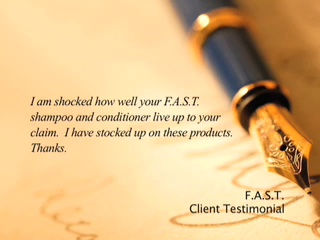 I am shocked how well your F.A.S.T.
shampoo and conditioner live up to your
claim.  I have stocked up on these products.
Thanks.
F.A.S.T.
Client Testimonial